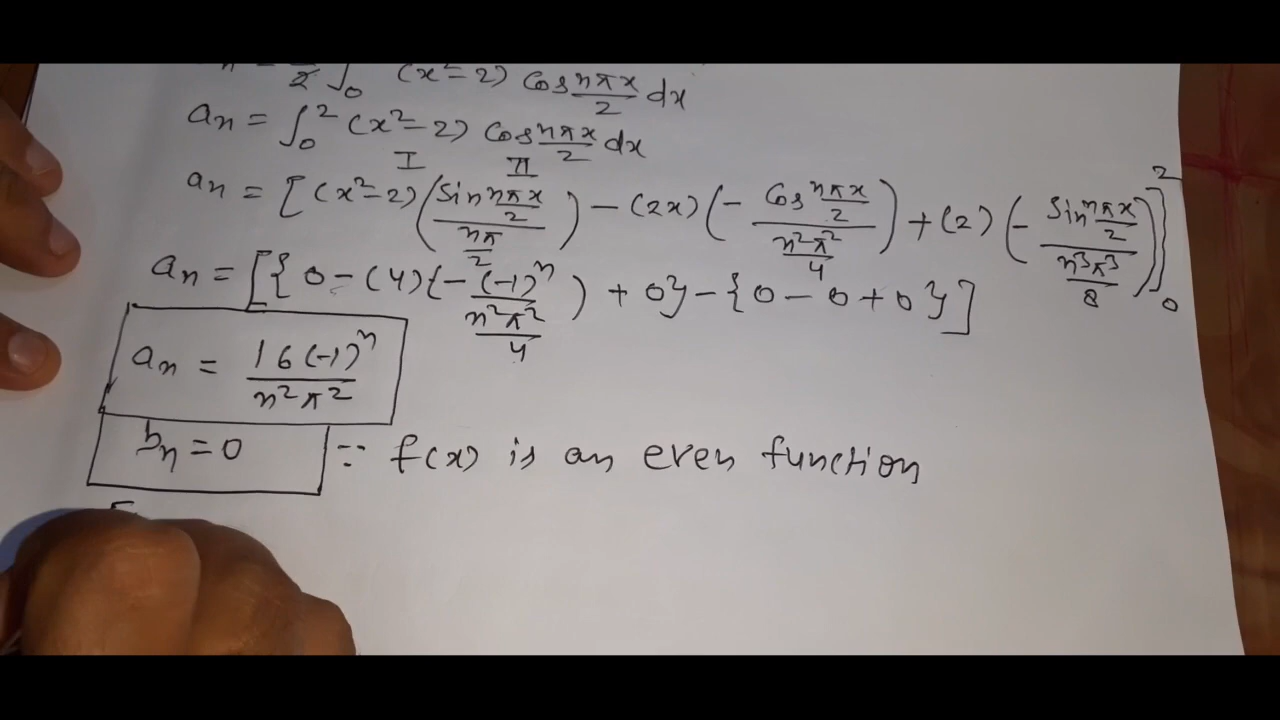 (x²-2) Cos nπx/2 dx
an = ∫₀² (x²-2) Cos nπx/2 dx
I II
an = [(x²-2) (Sin nπx/2 / nπ/2) - (2x) (- Cos nπx/2 / n²π²/4) + (2) (- Sin nπx/2 / n³π³/8)]₀²
an = [{0 - (4) (- (-1)ⁿ / n²π²/4) + 0} - {0 - 0 + 0}]
an = 16(-1)ⁿ / n²π²
bn = 0 ∵ f(x) is an even function